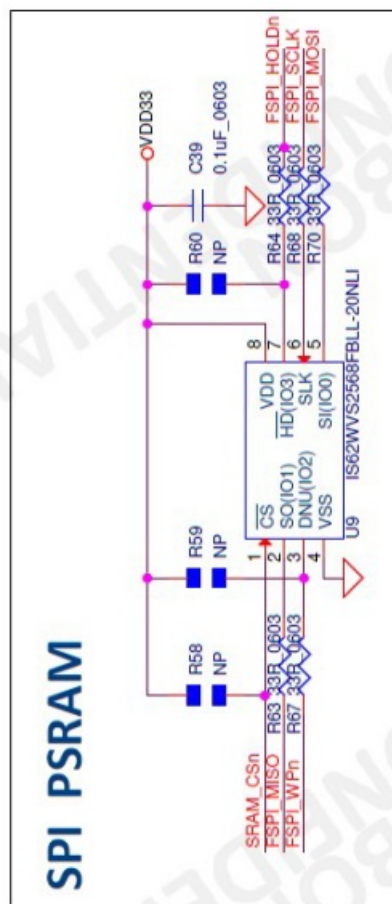 SPI PSRAM
VDD33
R58
NP
R59
NP
R60
NP
C39
0.1uF_0603
SRAM_CSn
FSPI_MISO
FSPI_WPn
R63 33R_0603
R67 33R_0603
1
2
3
4
CS
SO(IO1)
DNU(IO2)
VSS
VDD
HD(IO3)
SLK
SI(IO0)
8
7
6
5
U9
IS62WVS2568FBLL-20NLI
R64 33R_0603
R68 33R_0603
R70 33R_0603
FSPI_HOLDn
FSPI_SCLK
FSPI_MOSI